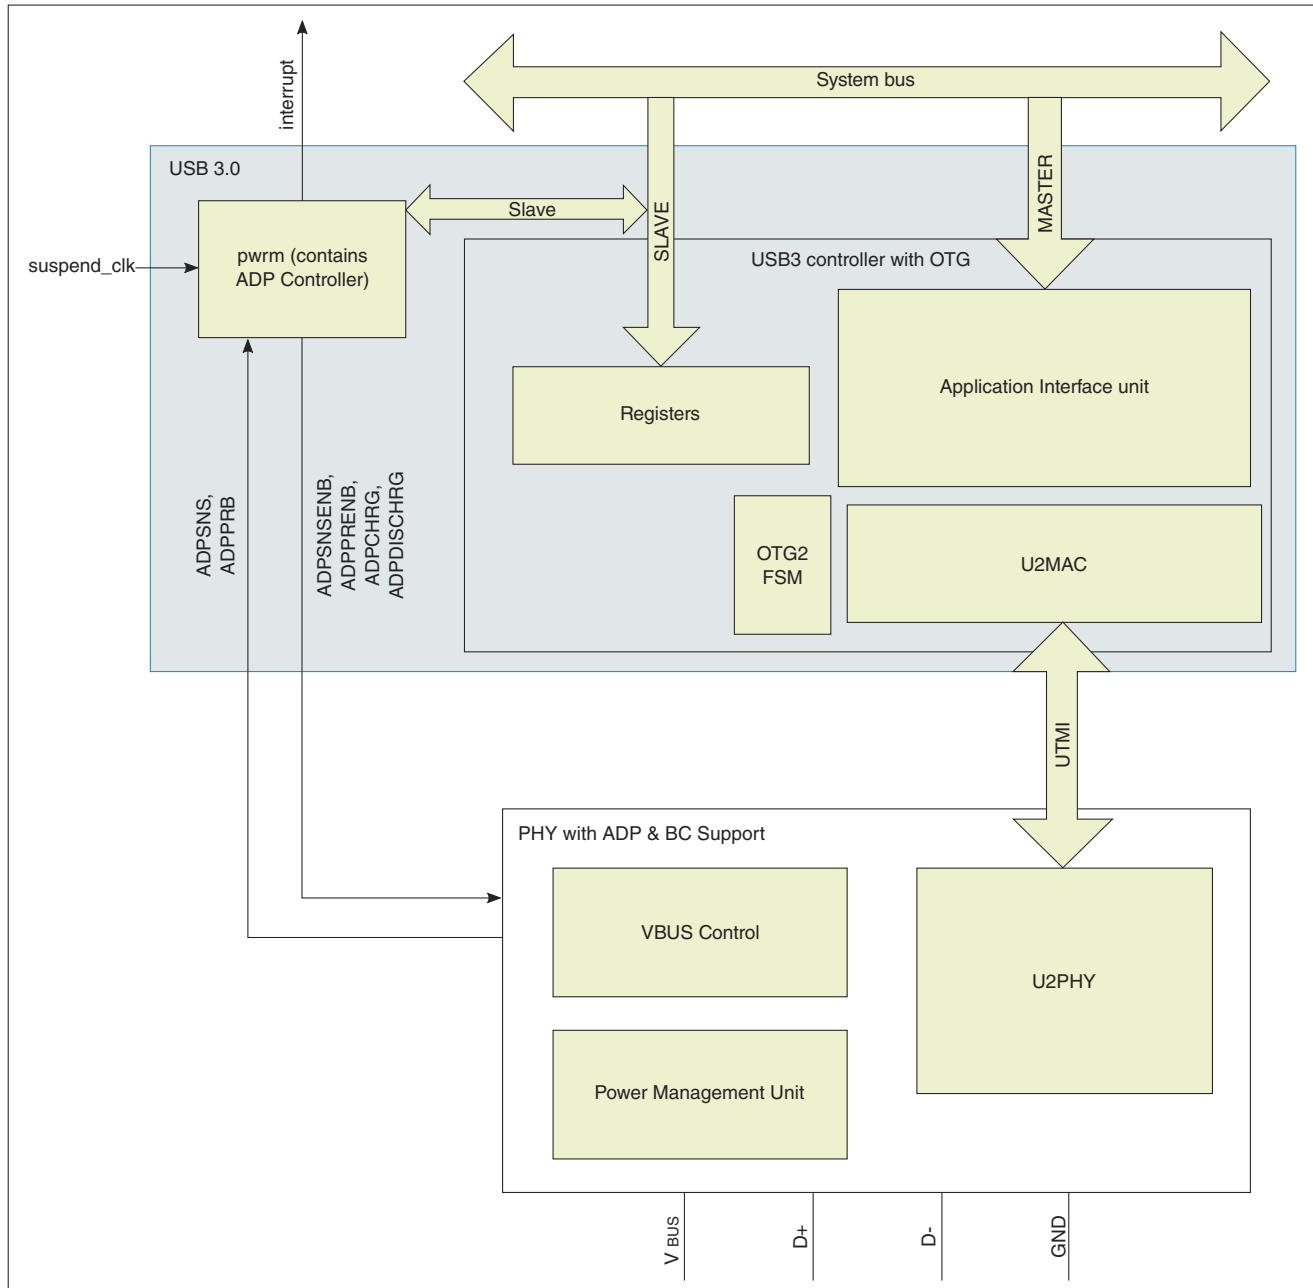 interrupt
System bus
USB 3.0
MASTER
Slave
SLAVE
pwrm (contains
ADP Controller)
suspend_clk
USB3 controller with OTG
Application Interface unit
Registers
ADPSNS,
ADPPRB
ADPSNSENB,
ADPPRENB,
ADPCHRG,
ADPDISCHRG
OTG2
FSM
U2MAC
UTMI
PHY with ADP & BC Support
VBUS Control
U2PHY
Power Management Unit
V BUS
D+
D-
GND